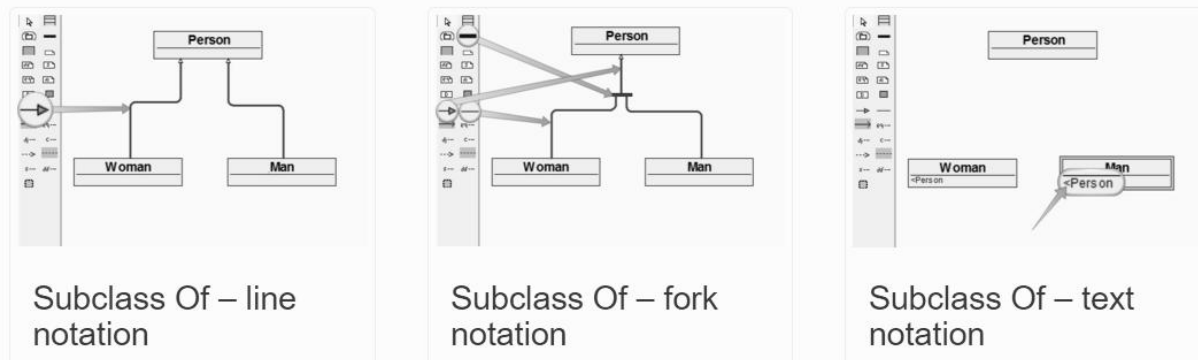 Person
Woman
Man
Subclass Of – line
notation
Person
Woman
Man
Subclass Of – fork
notation
Person
Woman
<Person
Man
<Person
Subclass Of – text
notation